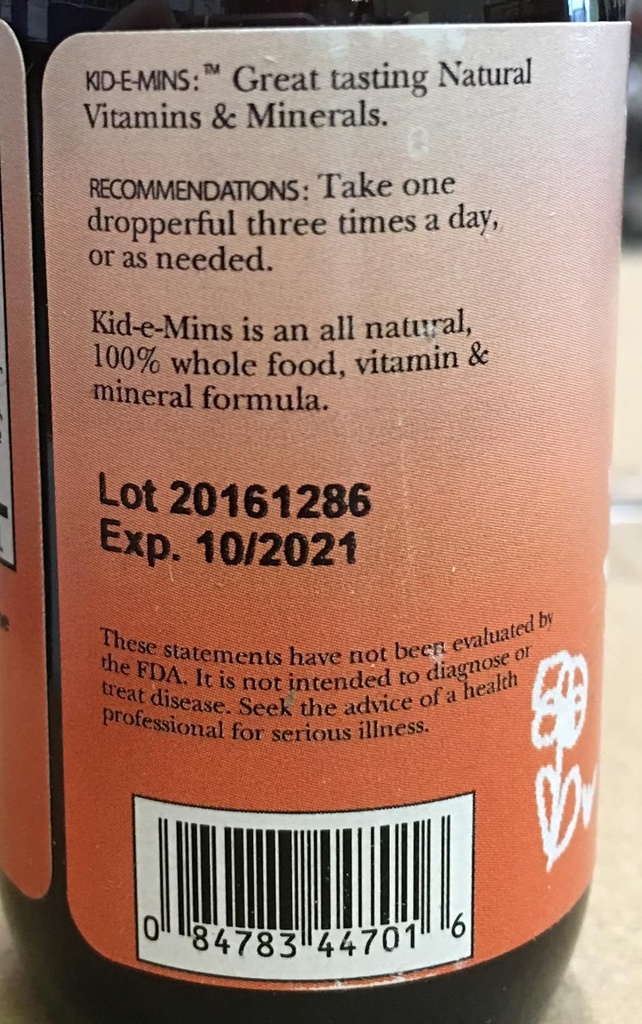 KID-E-MINS:™ Great tasting Natural
Vitamins & Minerals.
RECOMMENDATIONS: Take one
dropperful three times a day,
or as needed.
Kid-e-Mins is an all natural,
100% whole food, vitamin &
mineral formula.
Lot 20161286
Exp. 10/2021
These statements have not been evaluated by
the FDA. It is not intended to diagnose or
treat disease. Seek the advice of a health
professional for serious illness.
0 84783 44701 6